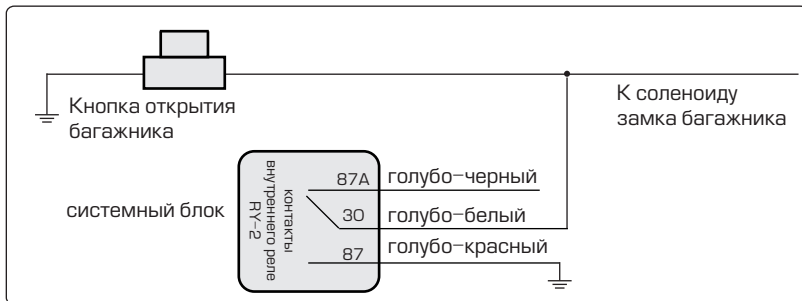 Кнопка открытия
багажника
К соленоиду
замка багажника
системный блок
контакты
внутреннего реле
RY-2
87A
голубо-черный
30
голубо-белый
87
голубо-красный